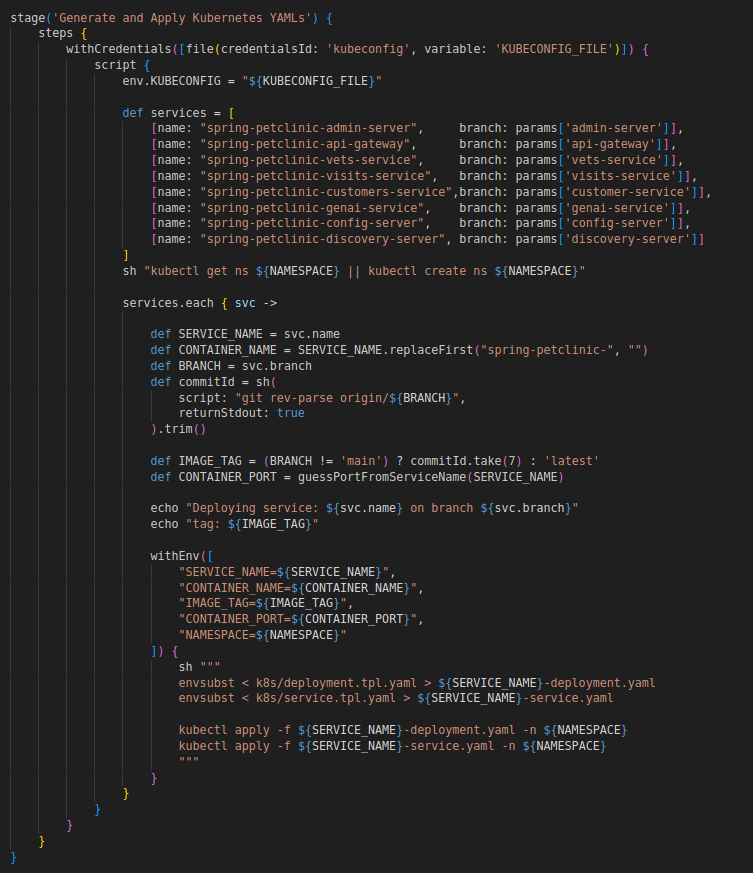 stage('Generate and Apply Kubernetes YAMLs') {
    steps {
        withCredentials([file(credentialsId: 'kubeconfig', variable: 'KUBECONFIG_FILE')]) {
            script {
                env.KUBECONFIG = "${KUBECONFIG_FILE}"

                def services = [
                    [name: "spring-petclinic-admin-server",     branch: params['admin-server']],
                    [name: "spring-petclinic-api-gateway",      branch: params['api-gateway']],
                    [name: "spring-petclinic-vets-service",     branch: params['vets-service']],
                    [name: "spring-petclinic-visits-service",   branch: params['visits-service']],
                    [name: "spring-petclinic-customers-service",branch: params['customer-service']],
                    [name: "spring-petclinic-genai-service",    branch: params['genai-service']],
                    [name: "spring-petclinic-config-server",    branch: params['config-server']],
                    [name: "spring-petclinic-discovery-server", branch: params['discovery-server']]
                ]
                sh "kubectl get ns ${NAMESPACE} || kubectl create ns ${NAMESPACE}"

                services.each { svc ->

                    def SERVICE_NAME = svc.name
                    def CONTAINER_NAME = SERVICE_NAME.replaceFirst("spring-petclinic-", "")
                    def BRANCH = svc.branch
                    def commitId = sh(
                        script: "git rev-parse origin/${BRANCH}",
                        returnStdout: true
                    ).trim()

                    def IMAGE_TAG = (BRANCH != 'main') ? commitId.take(7) : 'latest'
                    def CONTAINER_PORT = guessPortFromServiceName(SERVICE_NAME)

                    echo "Deploying service: ${svc.name} on branch ${svc.branch}"
                    echo "tag: ${IMAGE_TAG}"

                    withEnv([
                        "SERVICE_NAME=${SERVICE_NAME}",
                        "CONTAINER_NAME=${CONTAINER_NAME}",
                        "IMAGE_TAG=${IMAGE_TAG}",
                        "CONTAINER_PORT=${CONTAINER_PORT}",
                        "NAMESPACE=${NAMESPACE}"
                    ]) {
                        sh """
                        envsubst < k8s/deployment.tpl.yaml > ${SERVICE_NAME}-deployment.yaml
                        envsubst < k8s/service.tpl.yaml > ${SERVICE_NAME}-service.yaml

                        kubectl apply -f ${SERVICE_NAME}-deployment.yaml -n ${NAMESPACE}
                        kubectl apply -f ${SERVICE_NAME}-service.yaml -n ${NAMESPACE}
                        """
                    }
                }
            }
        }
    }
}